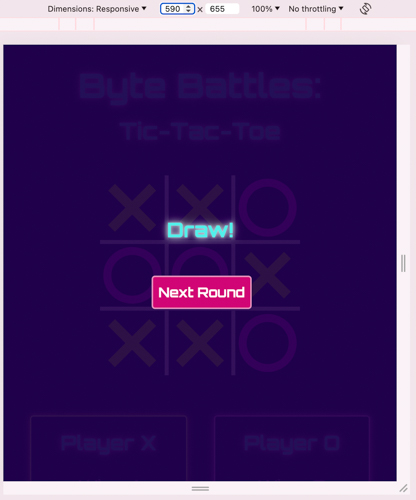 Dimensions: Responsive ▼ 590 x 655 100% ▼ No throttling ▼
Byte Battles:
Tic-Tac-Toe
Draw!
Next Round
Player X Player O